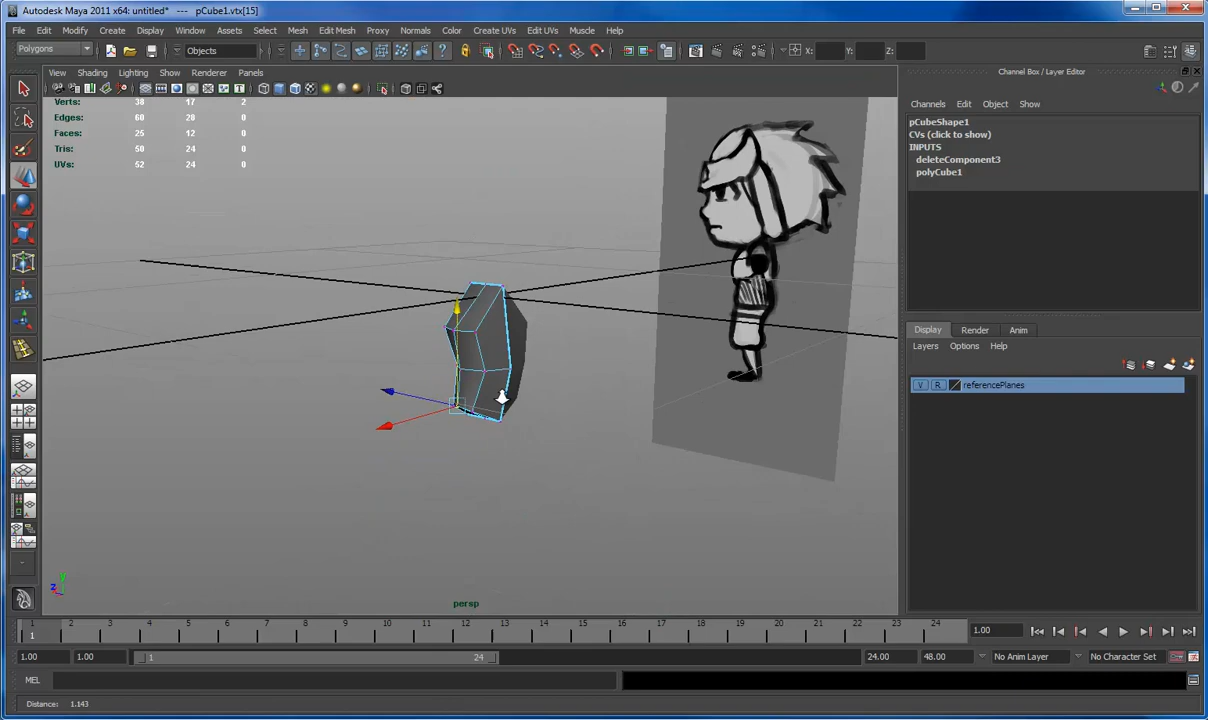 Autodesk Maya 2011 x64: untitled* --- pCube1.vtx[15]
File Edit Modify Create Display Window Assets Select Mesh Edit Mesh Proxy Normals Color Create UVs Edit UVs Muscle Help
Polygons Objects X: Y: Z:
Channel Box / Layer Editor
View Shading Lighting Show Renderer Panels
Channels Edit Object Show
Verts: 38 17 2
Edges: 60 28 0
Faces: 25 12 0
Tris: 50 24 0
UVs: 52 24 0
pCubeShape1
CVs (click to show)
INPUTS
deleteComponent3
polyCube1
Display Render Anim
Layers Options Help
V R referencePlanes
y
z
persp
1 2 3 4 5 6 7 8 9 10 11 12 13 14 15 16 17 18 19 20 21 22 23 24
1
1.00
1.00 1.00 1 24 24.00 48.00 No Anim Layer No Character Set
MEL
Distance: 1.143